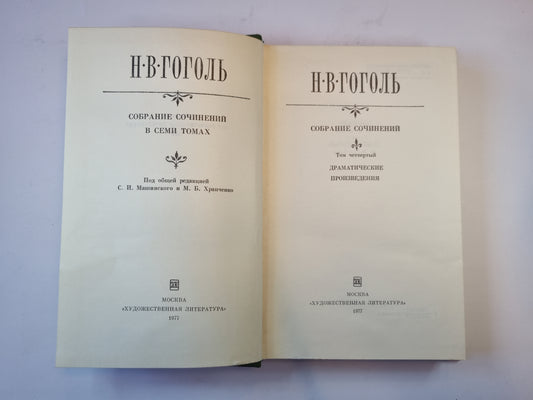 Н·В·ГОГОЛЬ
СОБРАНИЕ СОЧИНЕНИЙ
В СЕМИ ТОМАХ
Под общей редакцией
С. И. Машинского и М. Б. Храпченко
МОСКВА
«ХУДОЖЕСТВЕННАЯ ЛИТЕРАТУРА»
1977
Н·В·ГОГОЛЬ
СОБРАНИЕ СОЧИНЕНИЙ
Том четвертый
ДРАМАТИЧЕСКИЕ
ПРОИЗВЕДЕНИЯ
МОСКВА
«ХУДОЖЕСТВЕННАЯ ЛИТЕРАТУРА»
1977